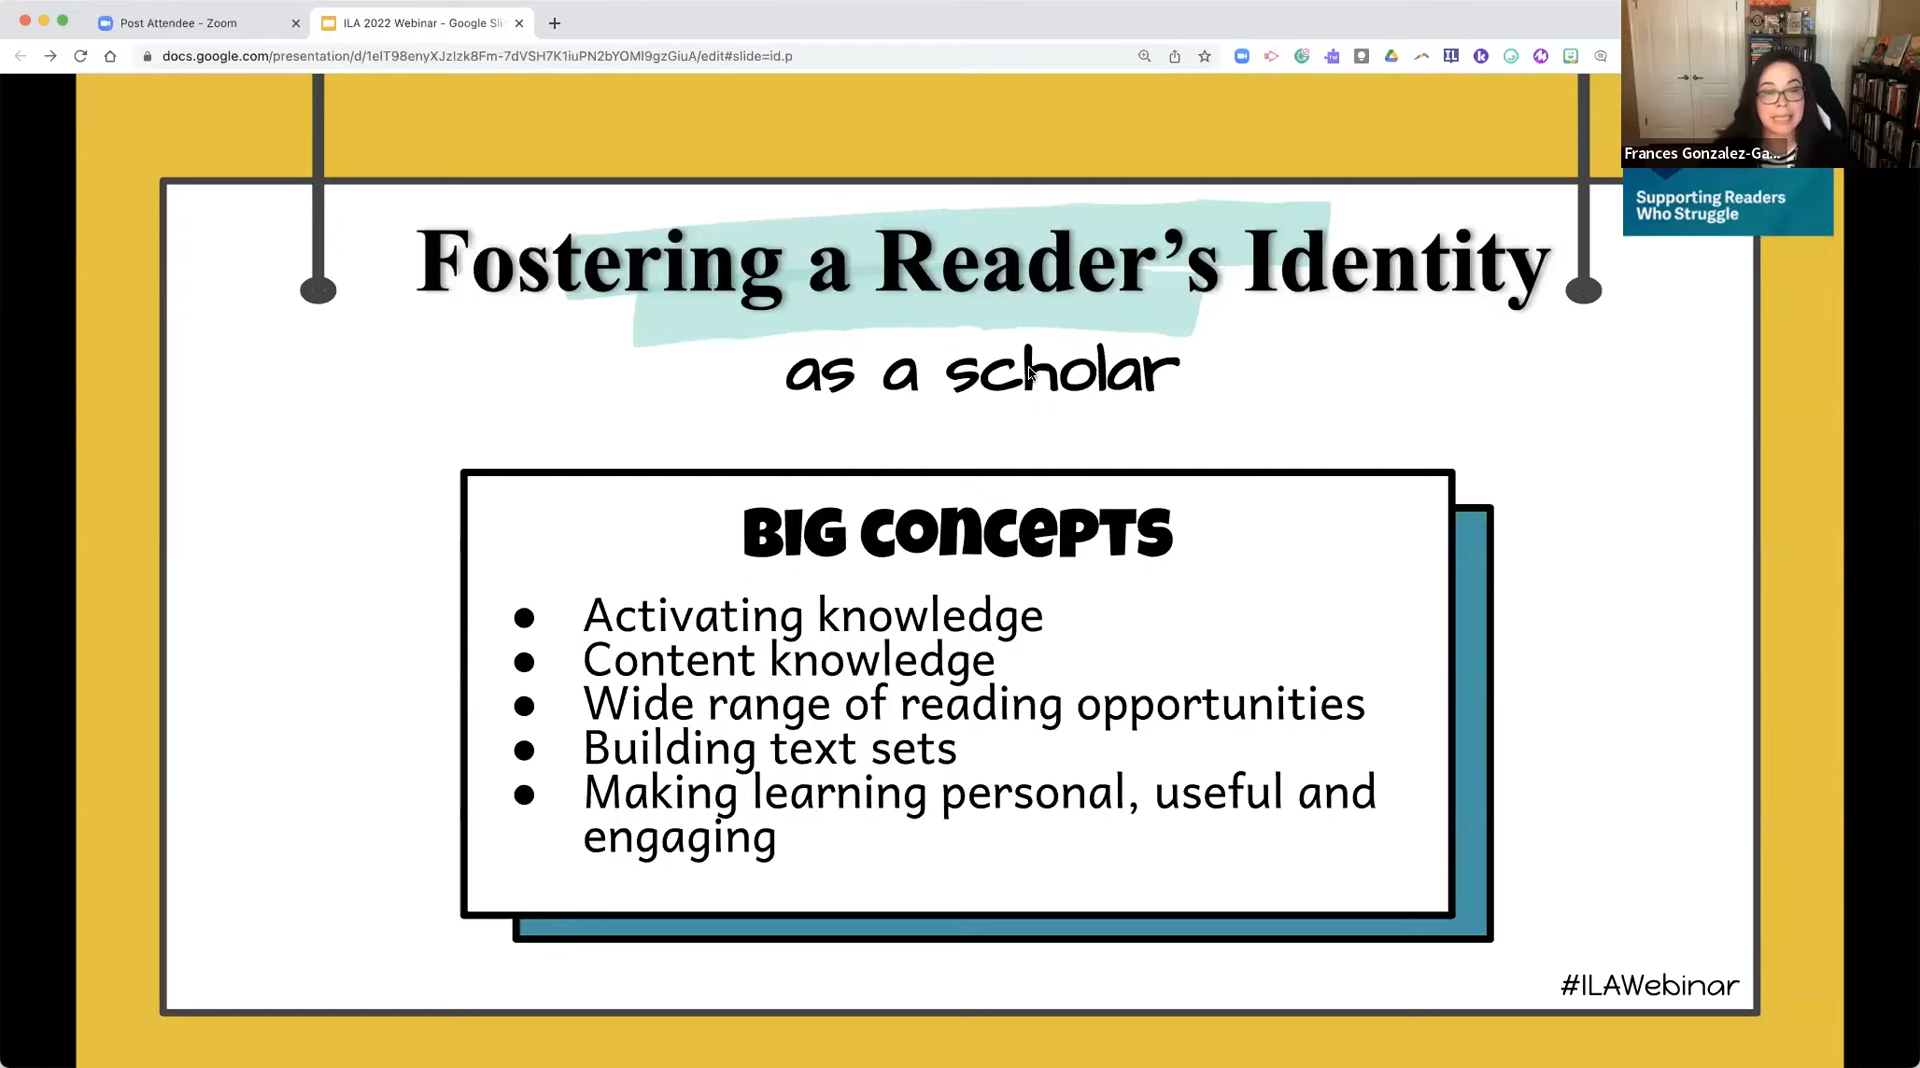 Post Attendee - Zoom
ILA 2022 Webinar - Google Sli
docs.google.com/presentation/d/1elT98enyXJzIzk8Fm-7dVSH7K1iuPN2bYOMl9gzGiuA/edit#slide=id.p
Frances Gonzalez-Ga...
Supporting Readers
Who Struggle
Fostering a Reader's Identity
as a scholar
BIG CONCEPTS
● Activating knowledge
● Content knowledge
● Wide range of reading opportunities
● Building text sets
● Making learning personal, useful and
engaging
#ILAWebinar